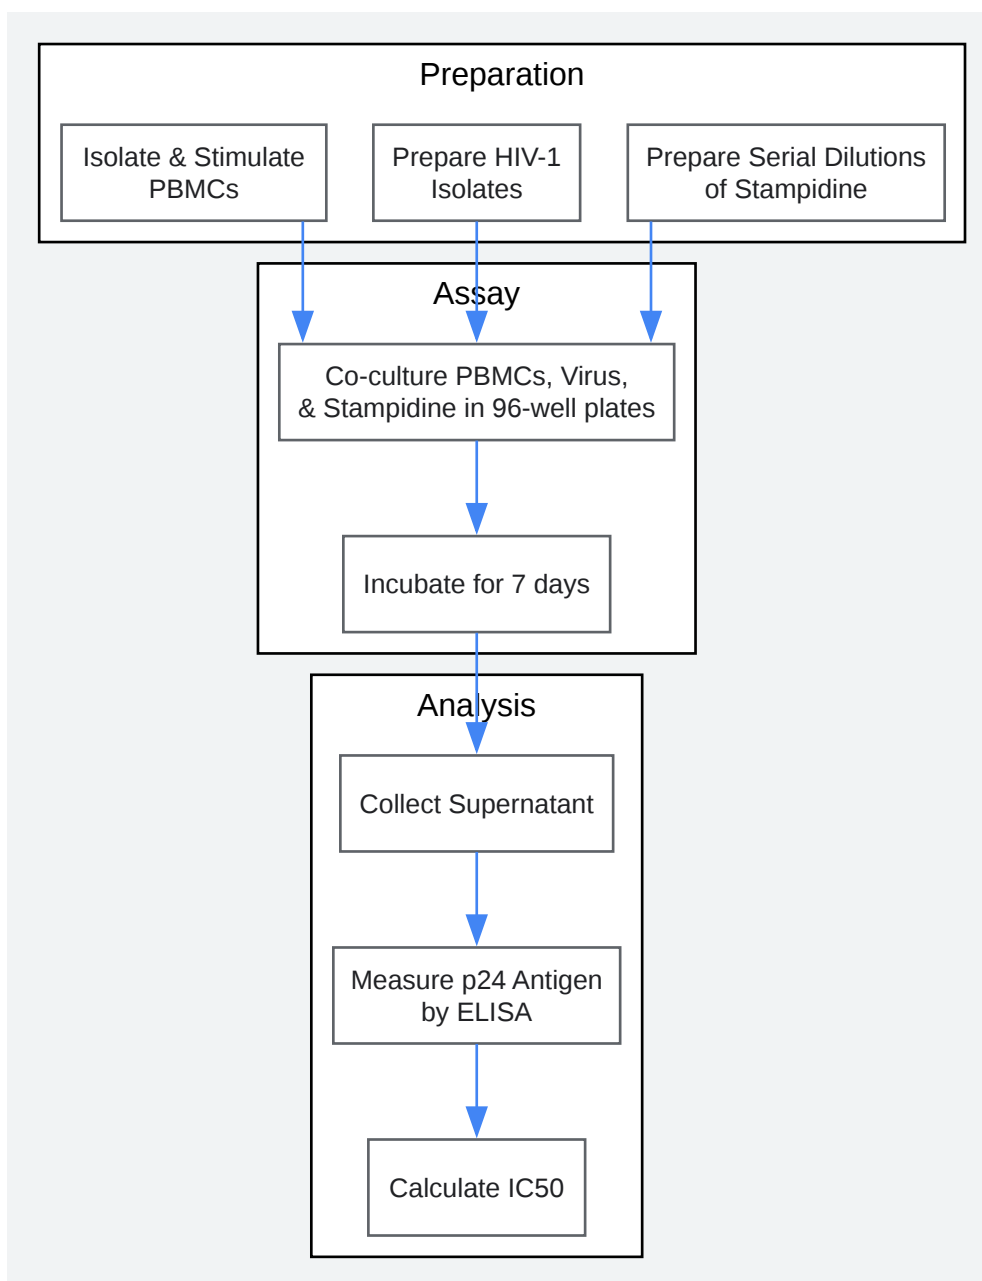 Preparation
Isolate & Stimulate
PBMCs
Prepare HIV-1
Isolates
Prepare Serial Dilutions
of Stampidine
Assay
Co-culture PBMCs, Virus,
& Stampidine in 96-well plates
Incubate for 7 days
Analysis
Collect Supernatant
Measure p24 Antigen
by ELISA
Calculate IC50